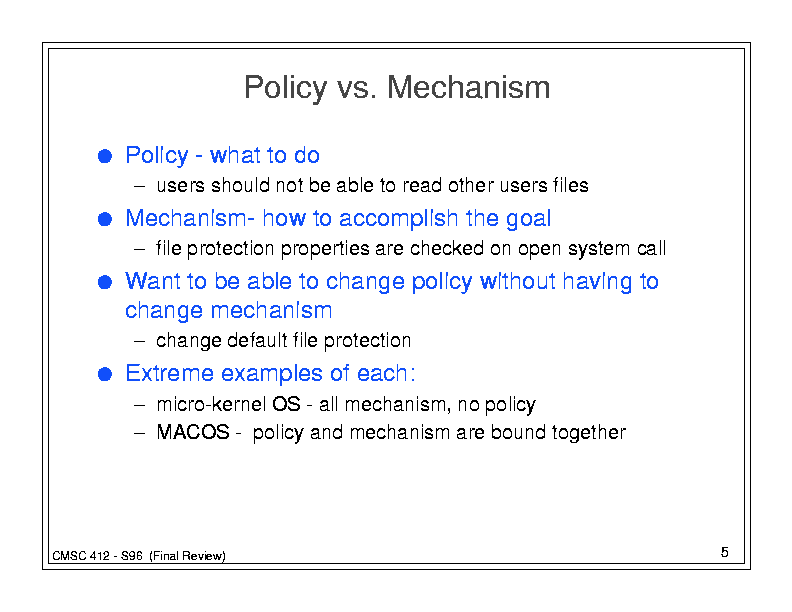 Policy vs. Mechanism
● Policy - what to do
– users should not be able to read other users files
● Mechanism- how to accomplish the goal
– file protection properties are checked on open system call
● Want to be able to change policy without having to
change mechanism
– change default file protection
● Extreme examples of each:
– micro-kernel OS - all mechanism, no policy
– MACOS - policy and mechanism are bound together
CMSC 412 - S96 (Final Review)
5